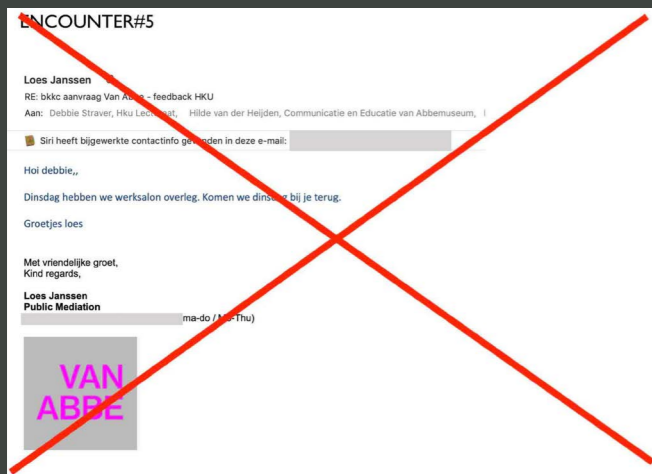 ENCOUNTER#5
Loes Janssen
RE: bkkc aanvraag Van Abbe - feedback HKU
Aan: Debbie Straver, Hku Lectoraat, Hilde van der Heijden, Communicatie en Educatie van Abbemuseum,
Siri heeft bijgewerkte contactinfo gevonden in deze e-mail:
Hoi debbie,,
Dinsdag hebben we werksalon overleg. Komen we dinsdag bij je terug.
Groetjes loes
Met vriendelijke groet,
Kind regards,
Loes Janssen
Public Mediation
ma-do / Mo-Thu)
VAN
ABBE